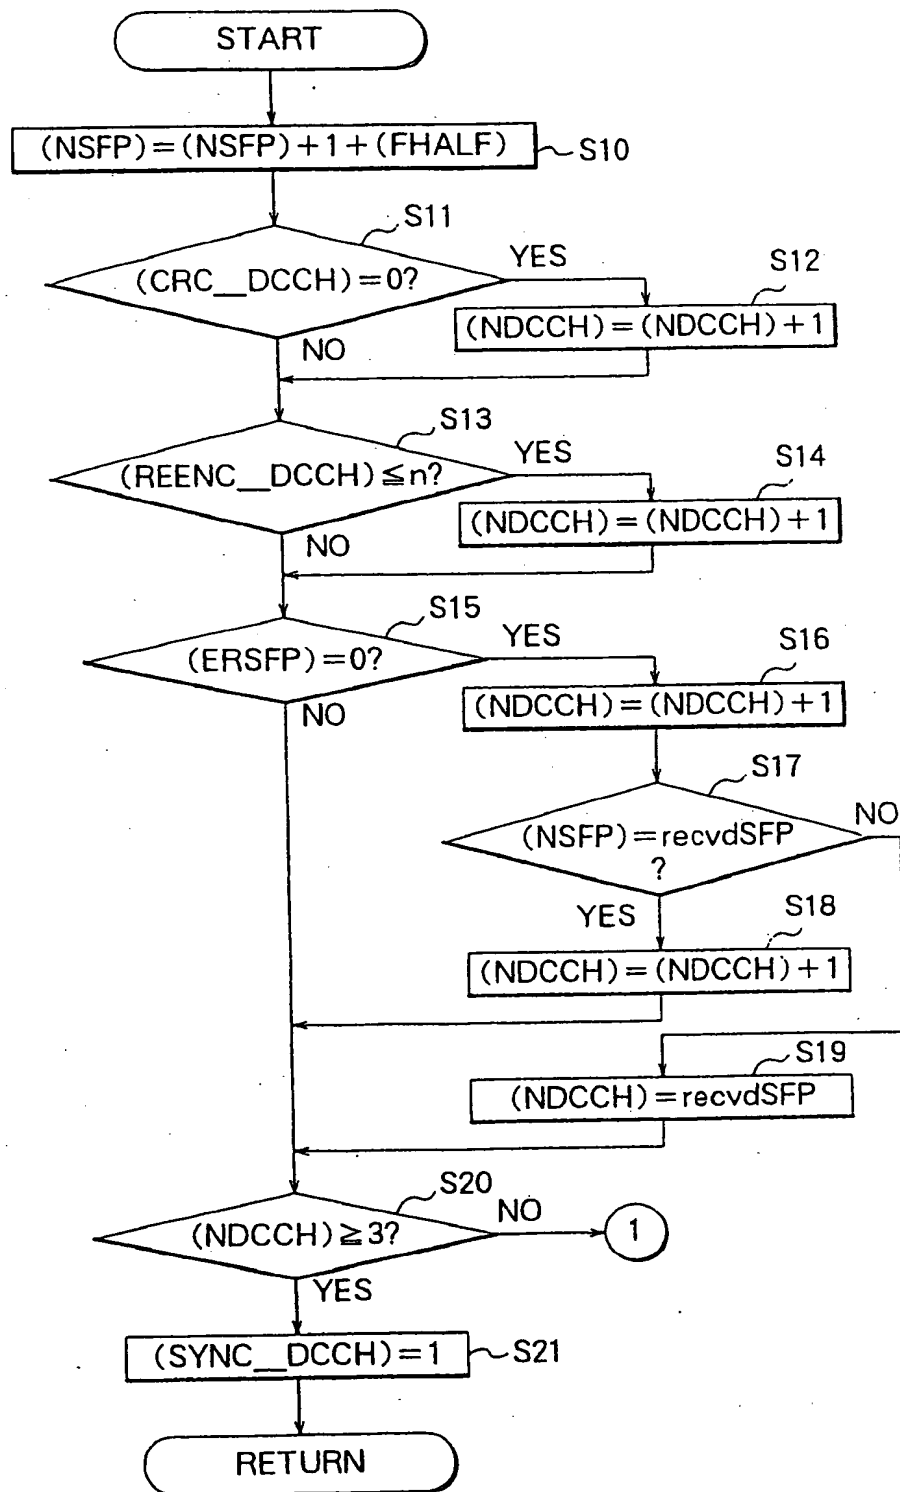 START
(NSFP)=(NSFP)+1+(FHALF)
S10
S11
(CRC__DCCH)=0?
YES
S12
(NDCCH)=(NDCCH)+1
NO
S13
(REENC__DCCH)≦n?
YES
S14
(NDCCH)=(NDCCH)+1
NO
S15
(ERSFP)=0?
YES
S16
(NDCCH)=(NDCCH)+1
NO
S17
(NSFP)=recvdSFP
?
NO
YES
S18
(NDCCH)=(NDCCH)+1
S19
(NDCCH)=recvdSFP
S20
(NDCCH)≧3?
NO
1
YES
(SYNC__DCCH)=1
S21
RETURN